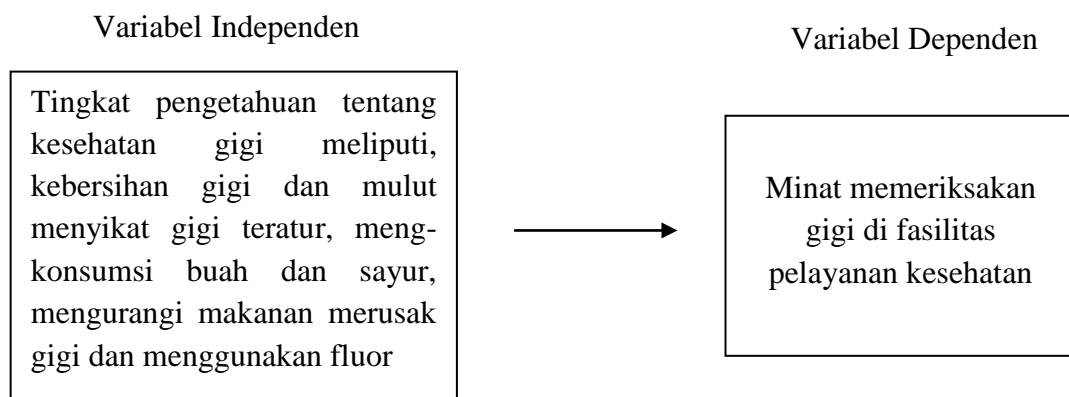 Variabel Independen
Tingkat pengetahuan tentang
kesehatan gigi meliputi,
kebersihan gigi dan mulut
menyikat gigi teratur, meng-
konsumsi buah dan sayur,
mengurangi makanan merusak
gigi dan menggunakan fluor
Variabel Dependen
Minat memeriksakan
gigi di fasilitas
pelayanan kesehatan